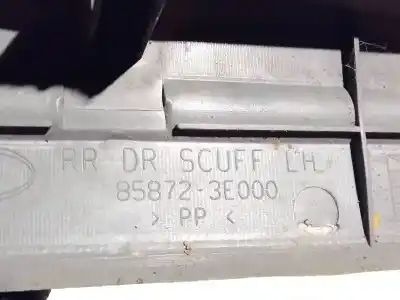 RR DR SCUFF LH
85872-3E000
> PP <